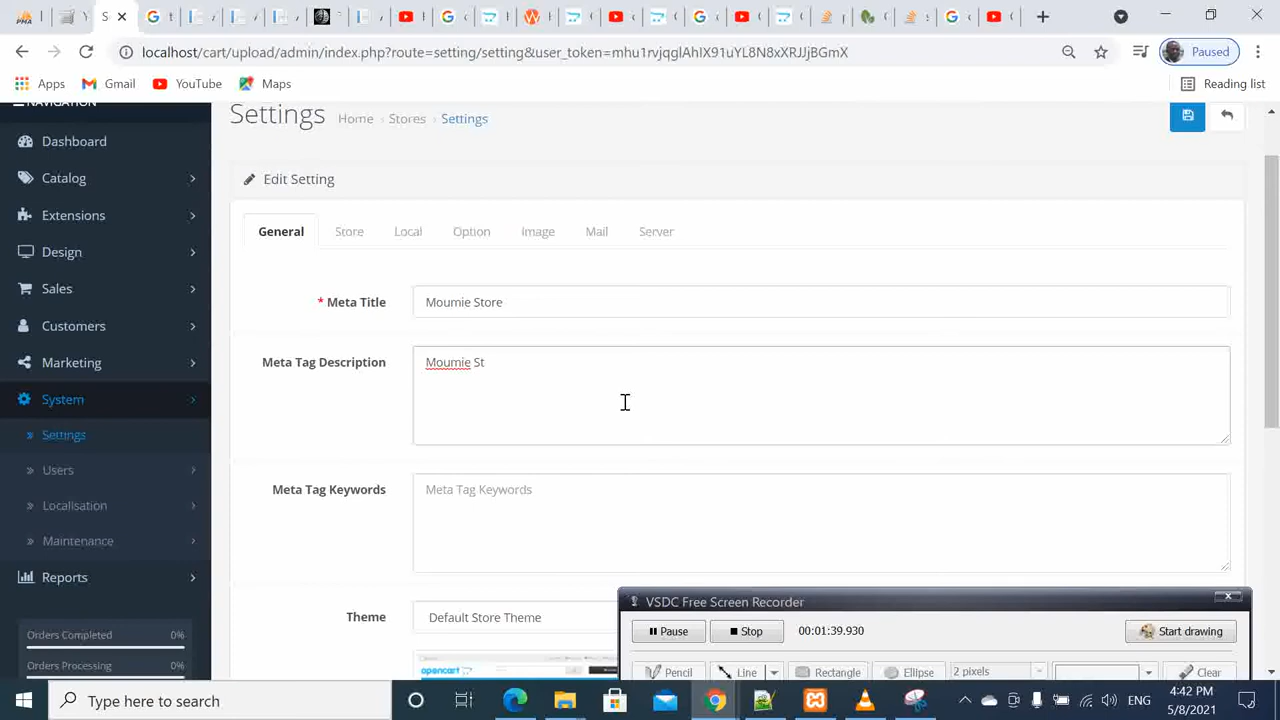 S
localhost/cart/upload/admin/index.php?route=setting/setting&user_token=mhu1rvjqglAhIX91uYL8N8xXRJJjBGmX
Paused
Apps
Gmail
YouTube
Maps
Reading list
NAVIGATION
Dashboard
Catalog
Extensions
Design
Sales
Customers
Marketing
System
Settings
Users
Localisation
Maintenance
Reports
Orders Completed 0%
Orders Processing 0%
Settings
Home
Stores
Settings
Edit Setting
General
Store
Local
Option
Image
Mail
Server
* Meta Title
Moumie Store
Meta Tag Description
Moumie St
Meta Tag Keywords
Meta Tag Keywords
Theme
Default Store Theme
opencart
VSDC Free Screen Recorder
Pause
Stop
00:01:39.930
Start drawing
Pencil
Line
Rectangle
Ellipse
2 pixels
Clear
Type here to search
ENG
4:42 PM
5/8/2021